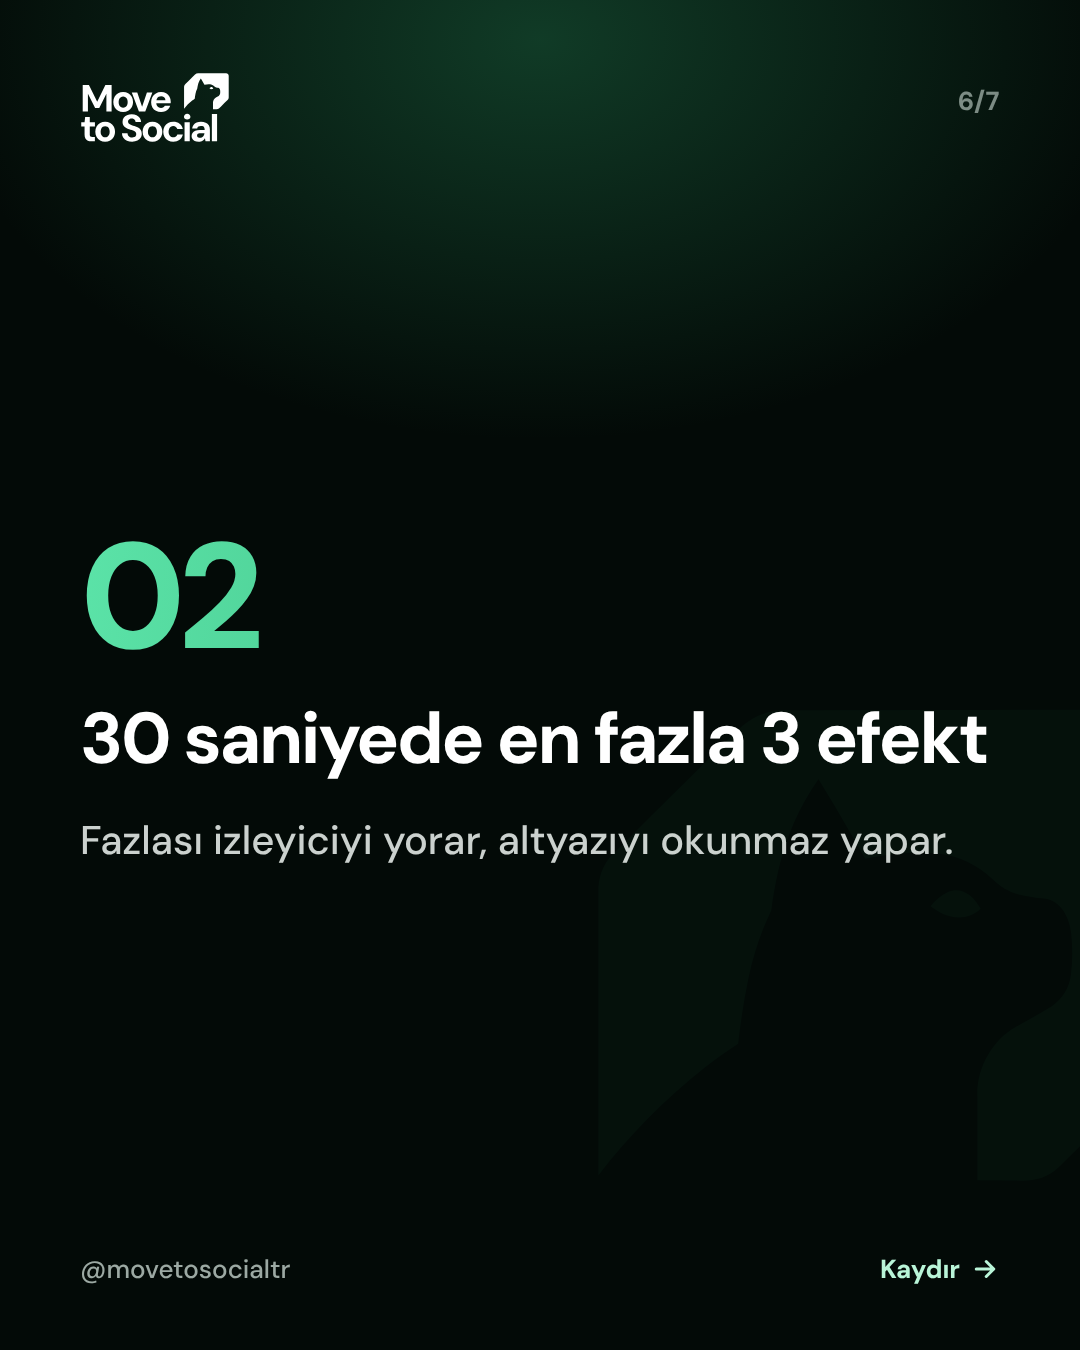 Move
to Social
6/7
02
30 saniyede en fazla 3 efekt
Fazlası izleyiciyi yorar, altyazıyı okunmaz yapar.
@movetosocialtr
Kaydır →